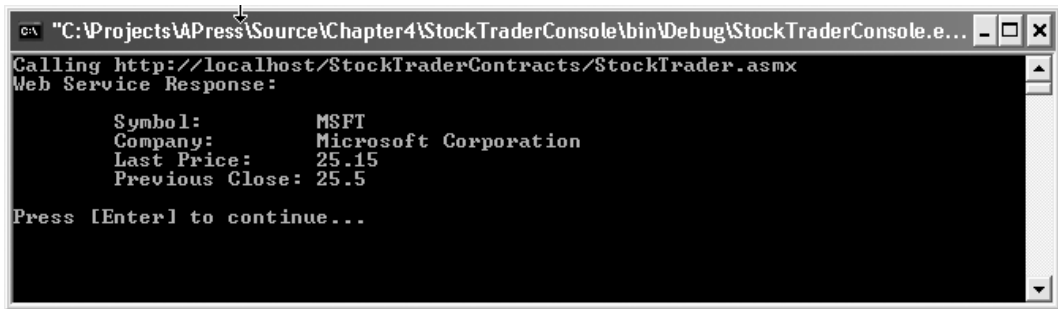 "C:\Projects\APress\Source\Chapter4\StockTraderConsole\bin\Debug\StockTraderConsole.e...
Calling http://localhost/StockTraderContracts/StockTrader.asmx
Web Service Response:
Symbol: MSFT
Company: Microsoft Corporation
Last Price: 25.15
Previous Close: 25.5
Press [Enter] to continue...